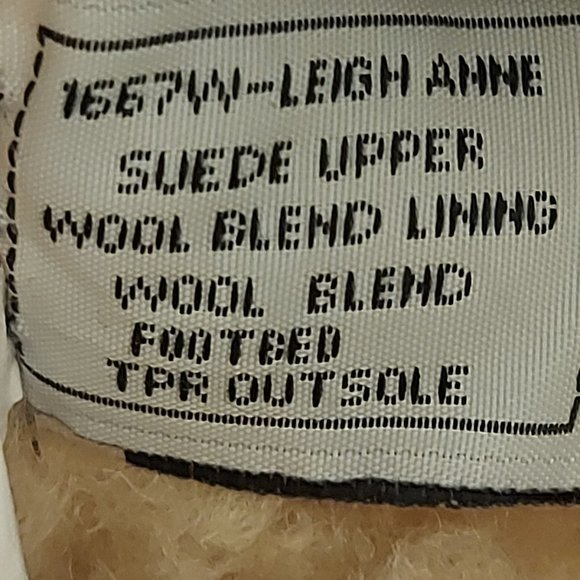 1667W-LEIGH ANNE
SUEDE UPPER
WOOL BLEND LINING
WOOL BLEND
FOOTBED
TPR OUTSOLE